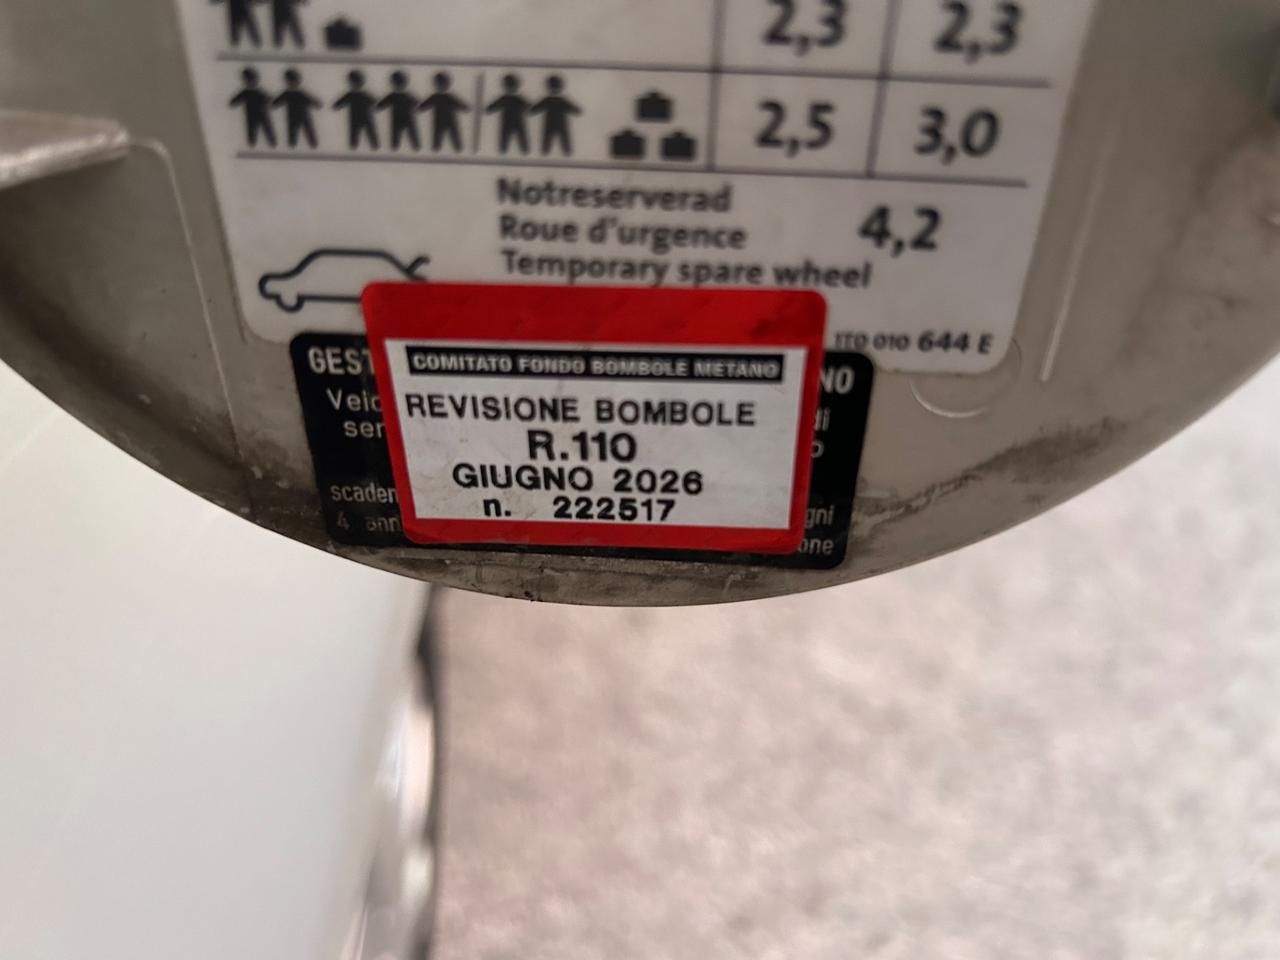 2,3 2,3
2,5 3,0
Notreserverad
Roue d'urgence 4,2
Temporary spare wheel
1T0 010 644 E
COMITATO FONDO BOMBOLE METANO
REVISIONE BOMBOLE
R.110
GIUGNO 2026
n. 222517